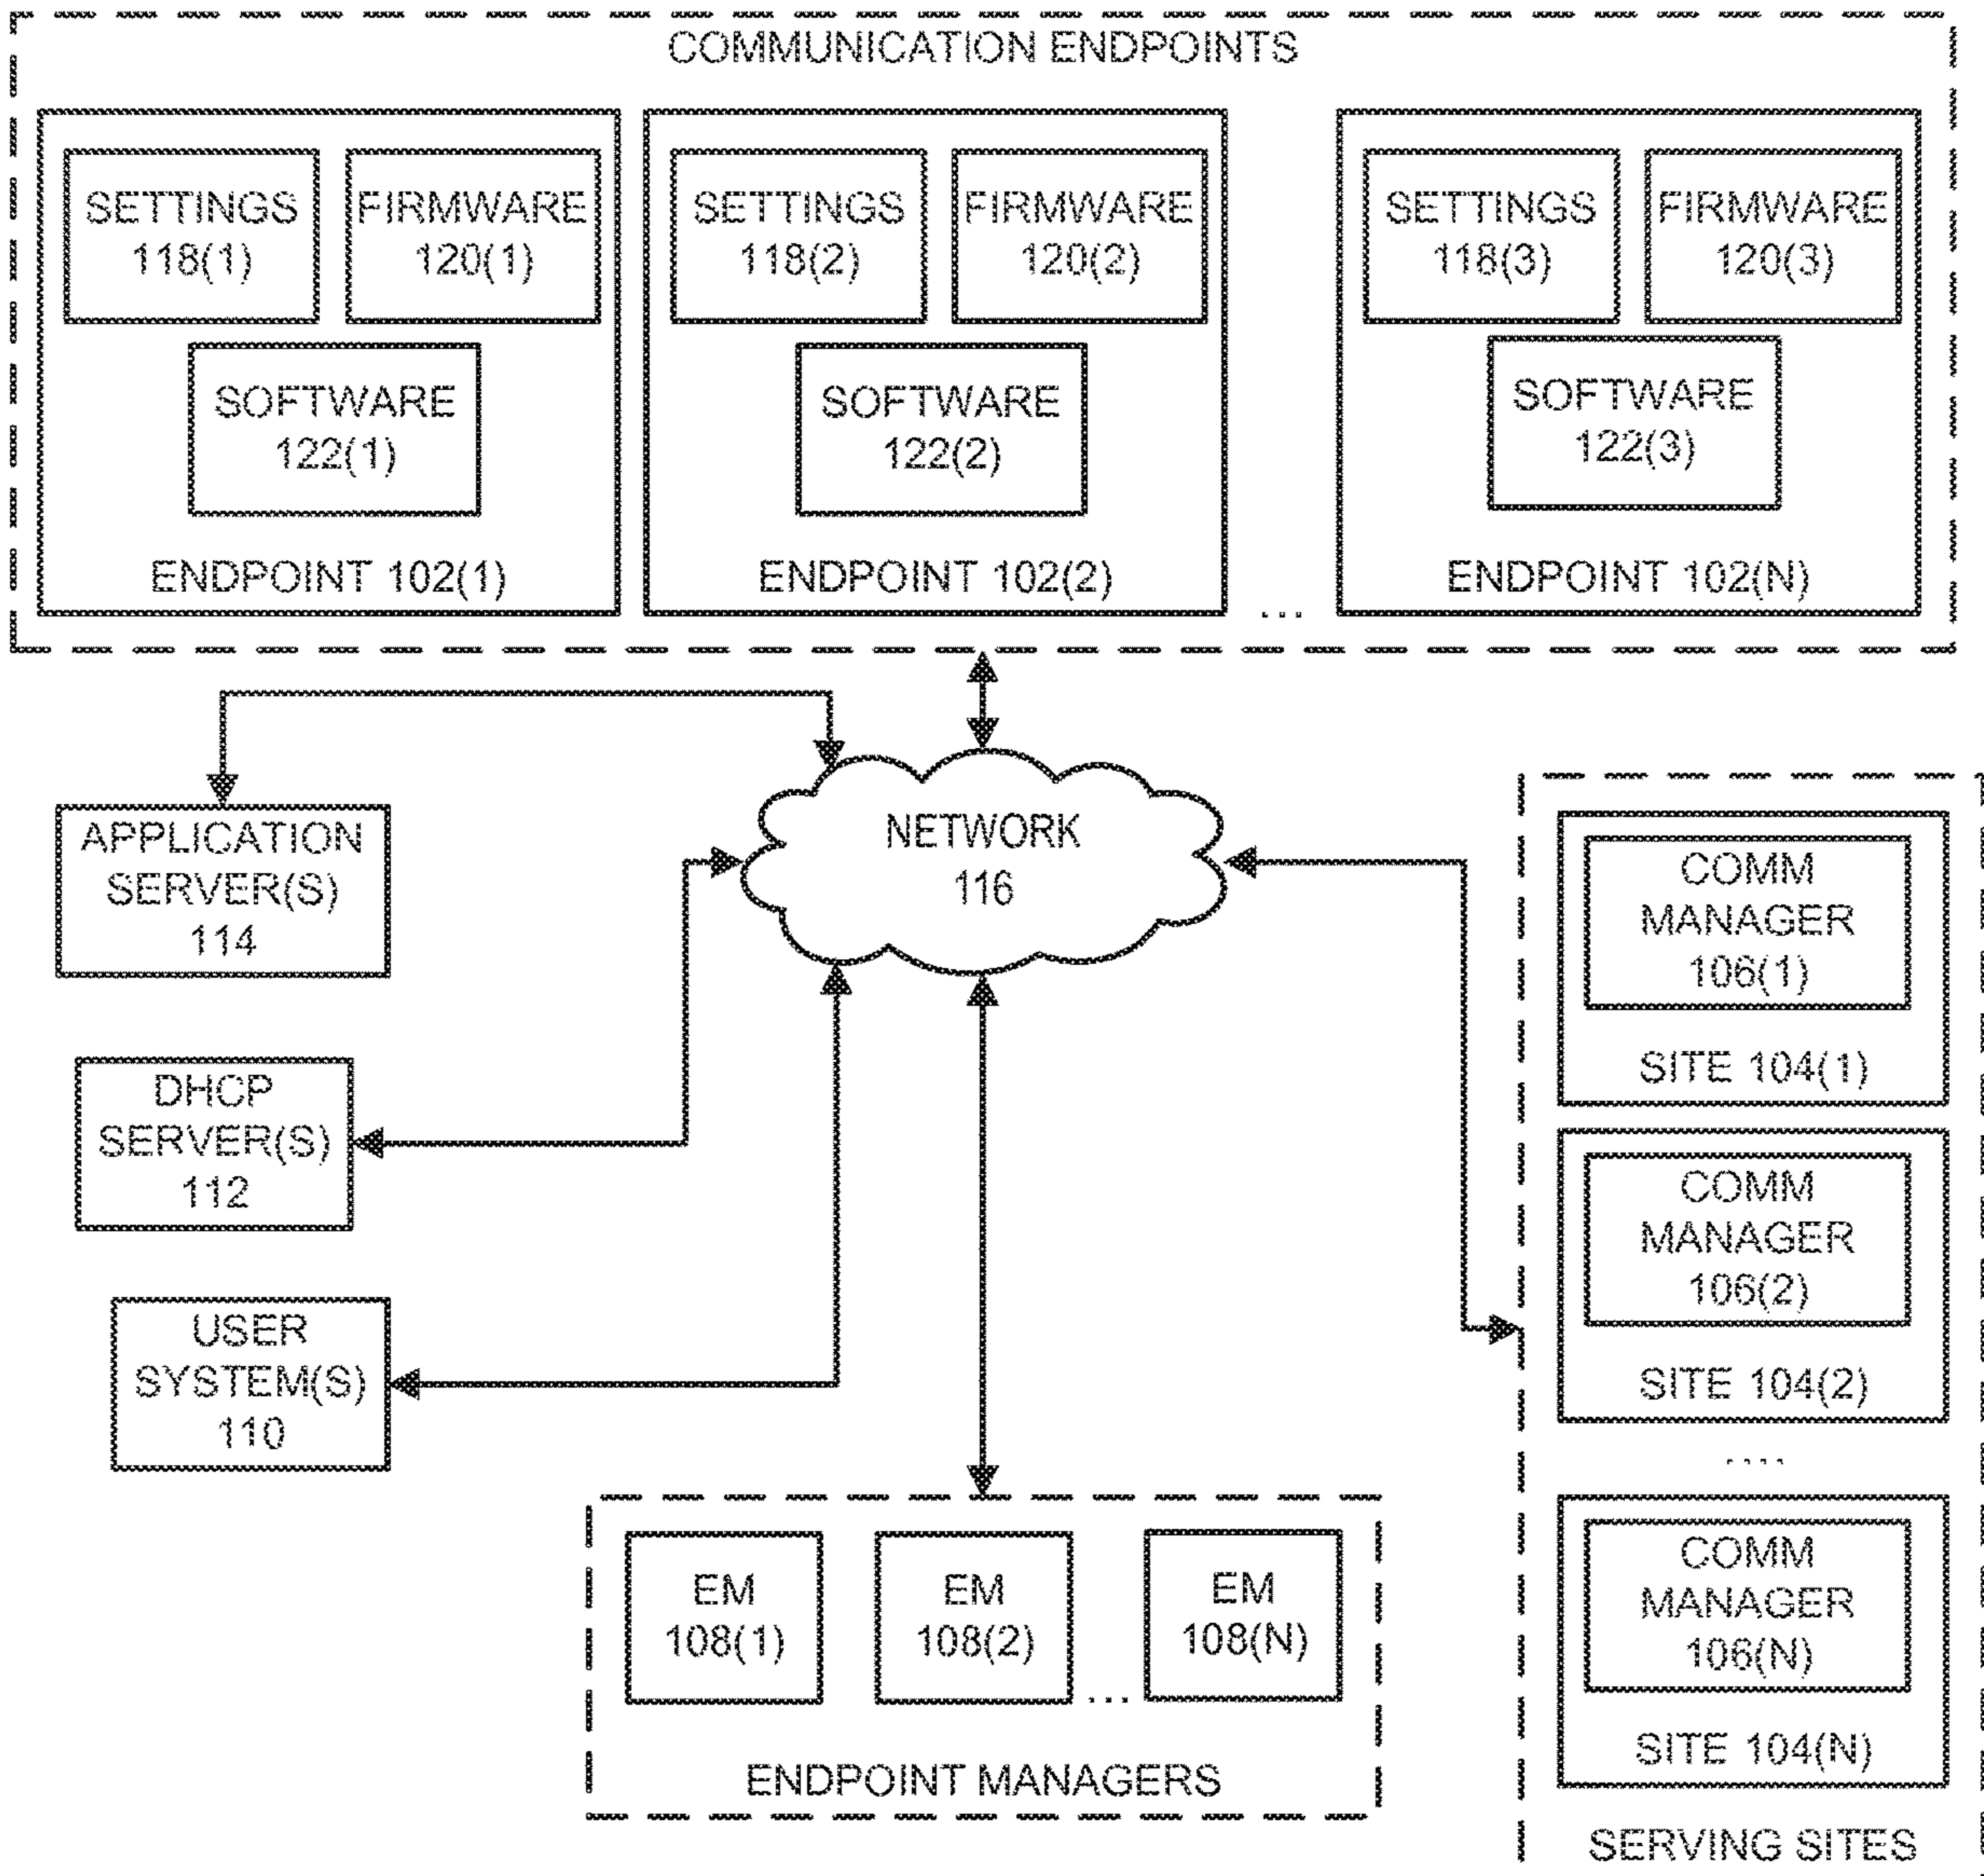 COMMUNICATION ENDPOINTS
SETTINGS
118(1)
FIRMWARE
120(1)
SOFTWARE
122(1)
ENDPOINT 102(1)
SETTINGS
118(2)
FIRMWARE
120(2)
SOFTWARE
122(2)
ENDPOINT 102(2)
...
SETTINGS
118(3)
FIRMWARE
120(3)
SOFTWARE
122(3)
ENDPOINT 102(N)
APPLICATION
SERVER(S)
114
NETWORK
116
DHCP
SERVER(S)
112
USER
SYSTEM(S)
110
COMM
MANAGER
106(1)
SITE 104(1)
COMM
MANAGER
106(2)
SITE 104(2)
....
COMM
MANAGER
106(N)
SITE 104(N)
SERVING SITES
EM
108(1)
EM
108(2)
...
EM
108(N)
ENDPOINT MANAGERS